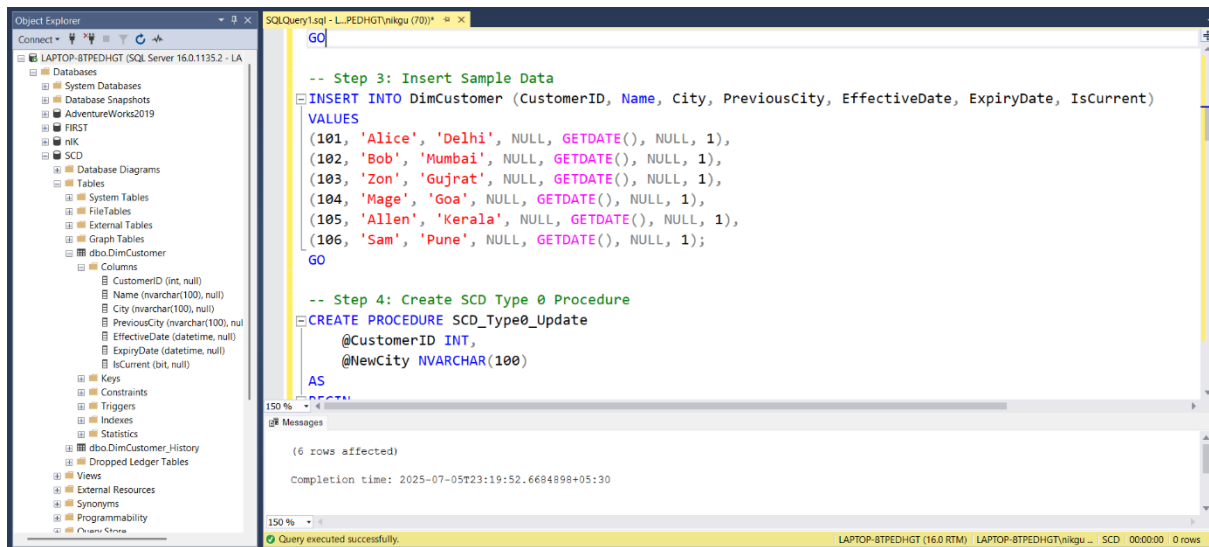 Object Explorer
Connect
LAPTOP-8TPEDHGT (SQL Server 16.0.1135.2 - LA
Databases
System Databases
Database Snapshots
AdventureWorks2019
FIRST
nIK
SCD
Database Diagrams
Tables
System Tables
FileTables
External Tables
Graph Tables
dbo.DimCustomer
Columns
CustomerID (int, null)
Name (nvarchar(100), null)
City (nvarchar(100), null)
PreviousCity (nvarchar(100), nul
EffectiveDate (datetime, null)
ExpiryDate (datetime, null)
IsCurrent (bit, null)
Keys
Constraints
Triggers
Indexes
Statistics
dbo.DimCustomer_History
Dropped Ledger Tables
Views
External Resources
Synonyms
Programmability
Query Store
SQLQuery1.sql - L...PEDHGT\nikgu (70))*
GO
-- Step 3: Insert Sample Data
INSERT INTO DimCustomer (CustomerID, Name, City, PreviousCity, EffectiveDate, ExpiryDate, IsCurrent)
VALUES
(101, 'Alice', 'Delhi', NULL, GETDATE(), NULL, 1),
(102, 'Bob', 'Mumbai', NULL, GETDATE(), NULL, 1),
(103, 'Zon', 'Gujrat', NULL, GETDATE(), NULL, 1),
(104, 'Mage', 'Goa', NULL, GETDATE(), NULL, 1),
(105, 'Allen', 'Kerala', NULL, GETDATE(), NULL, 1),
(106, 'Sam', 'Pune', NULL, GETDATE(), NULL, 1);
GO
-- Step 4: Create SCD Type 0 Procedure
CREATE PROCEDURE SCD_Type0_Update
@CustomerID INT,
@NewCity NVARCHAR(100)
AS
BEGIN
150 %
Messages
(6 rows affected)
Completion time: 2025-07-05T23:19:52.6684898+05:30
150 %
Query executed successfully.
LAPTOP-8TPEDHGT (16.0 RTM) LAPTOP-8TPEDHGT\nikgu ... SCD 00:00:00 0 rows